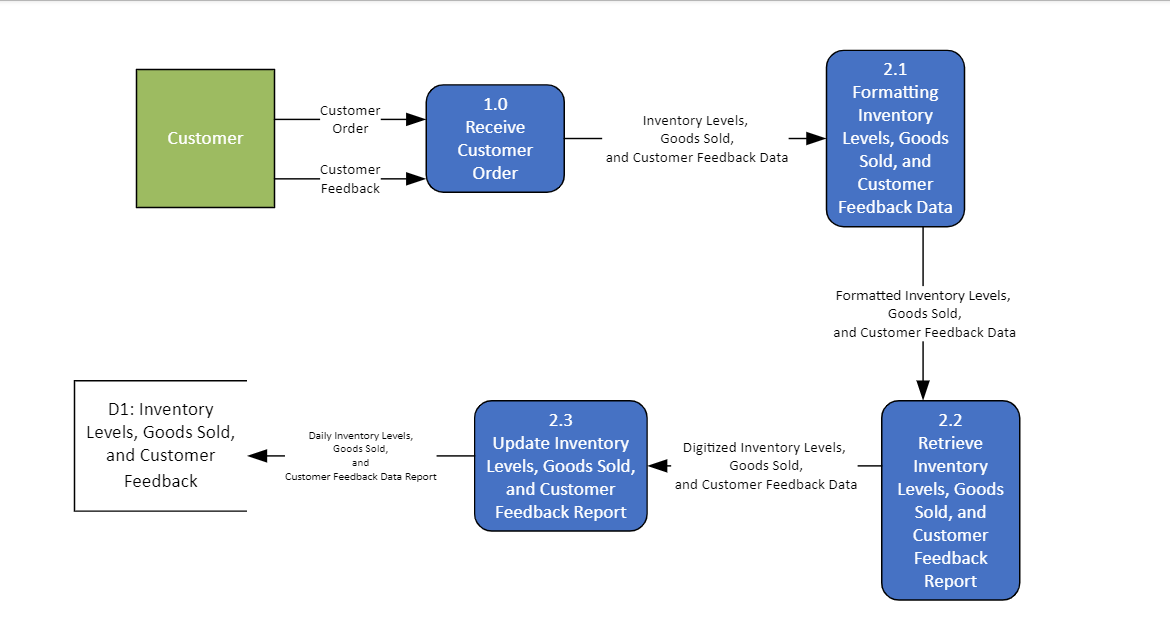 Customer
Customer
Order
Customer
Feedback
1.0
Receive
Customer
Order
Inventory Levels,
Goods Sold,
and Customer Feedback Data
2.1
Formatting
Inventory
Levels, Goods
Sold, and
Customer
Feedback Data
Formatted Inventory Levels,
Goods Sold,
and Customer Feedback Data
2.2
Retrieve
Inventory
Levels, Goods
Sold, and
Customer
Feedback
Report
Digitized Inventory Levels,
Goods Sold,
and Customer Feedback Data
2.3
Update Inventory
Levels, Goods Sold,
and Customer
Feedback Report
Daily Inventory Levels,
Goods Sold,
and
Customer Feedback Data Report
D1: Inventory
Levels, Goods Sold,
and Customer
Feedback